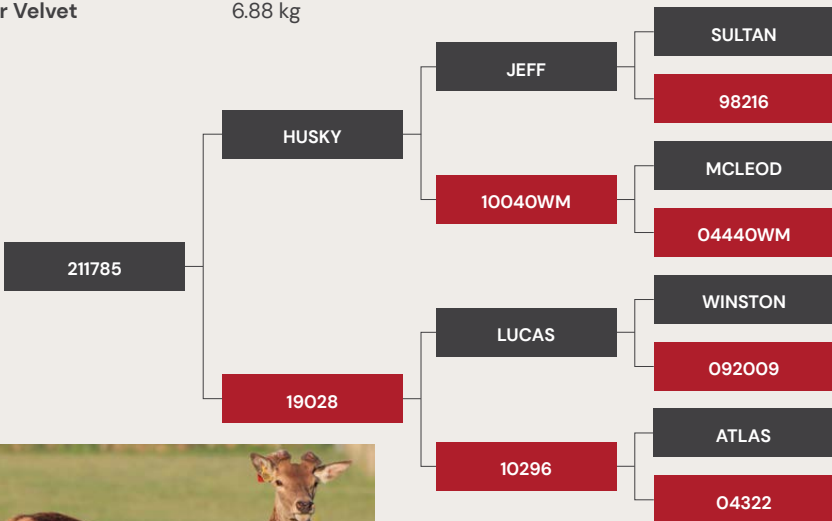 r Velvet 6.88 kg
SULTAN
JEFF
98216
HUSKY
MCLEOD
10040WM
04440WM
211785
WINSTON
LUCAS
092009
19028
ATLAS
10296
04322